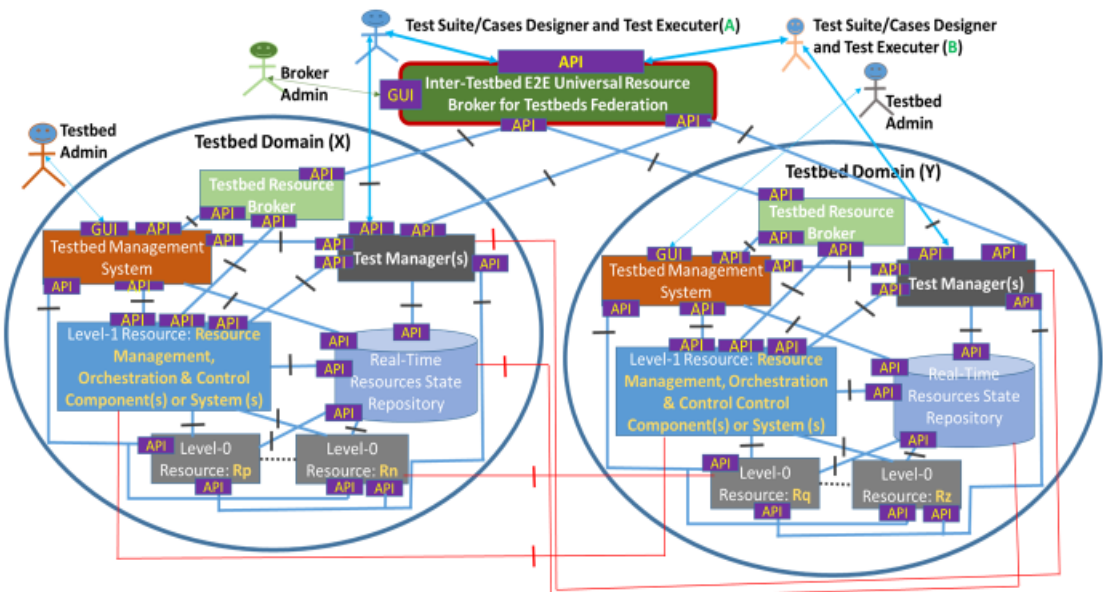 Test Suite/Cases Designer and Test Executer(A)
Test Suite/Cases Designer
and Test Executer (B)
API
Broker
Admin
GUI
Inter-Testbed E2E Universal Resource
Broker for Testbeds Federation
API
API
Testbed
Admin
Testbed
Admin
Testbed Domain (X)
API
Testbed Resource
Broker
API
API
GUI
API
Testbed Management
System
API
API
API
API
API
API
API
Test Manager(s)
API
API
API
API
Level-1 Resource: Resource
Management,
Orchestration & Control
Component(s) or System (s)
API
API
API
API
Real-Time
Resources State
Repository
API
Level-0
Resource: Rp
API
Level-0
Resource: Rn
API
API
Testbed Domain (Y)
API
Testbed Resource
Broker
API
API
GUI
API
Testbed Management
System
API
API
API
API
API
API
API
Test Manager(s)
API
API
API
API
Level-1 Resource: Resource
Management, Orchestration
& Control Control
Component(s) or System (s)
API
API
API
API
Real-Time
Resources State
Repository
API
Level-0
Resource: Rq
API
Level-0
Resource: Rz
API
API